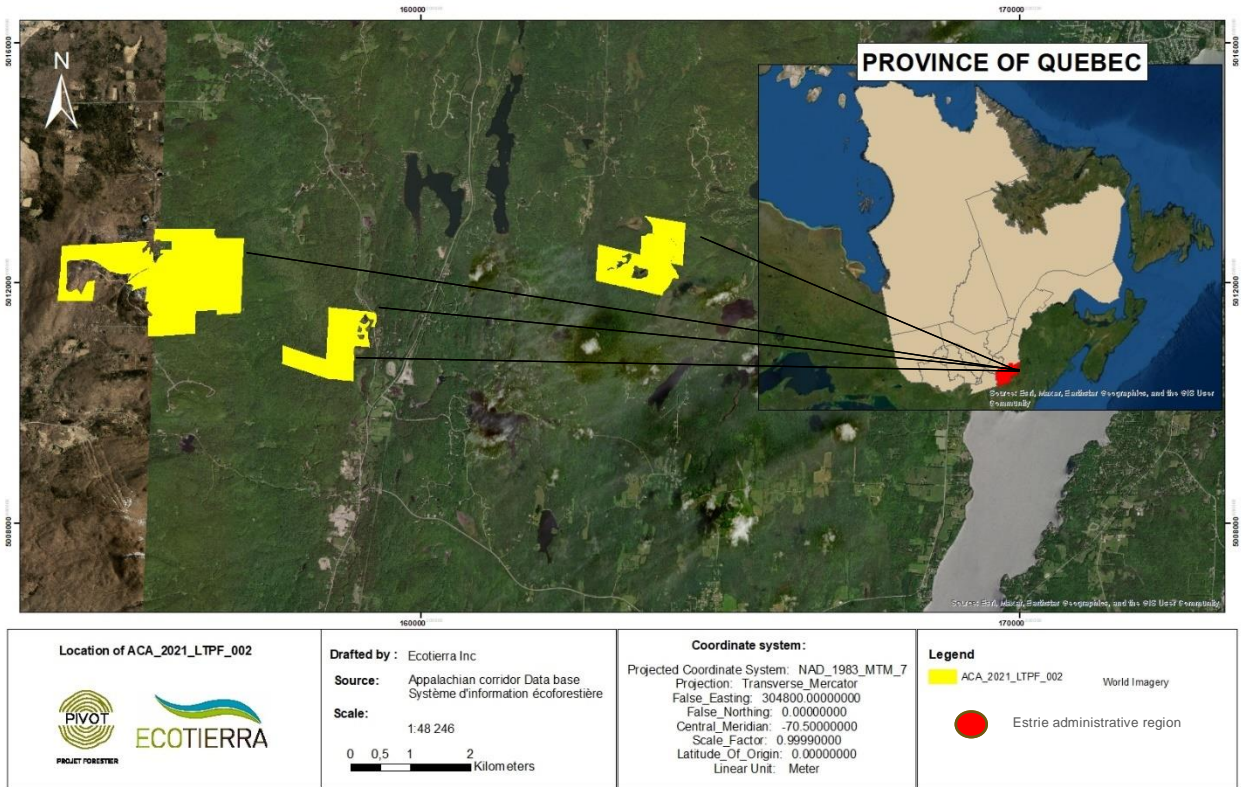 160000
170000
5016000
5016000
N
PROVINCE OF QUEBEC
5012000
5012000
Source: Esri, Maxar, Earthstar Geographics, and the GIS User
Community
5008000
5008000
Source: Esri, Maxar, Earthstar Geographics, and the GIS User Community
160000
170000
Location of ACA_2021_LTPF_002
PIVOT
PROJET FORESTIER
ECOTIERRA
Drafted by : Ecotierra Inc
Source: Appalachian corridor Data base
Système d'information écoforestière
Scale:
1:48 246
0 0,5 1 2
Kilometers
Coordinate system:
Projected Coordinate System: NAD_1983_MTM_7
Projection: Transverse_Mercator
False_Easting: 304800.00000000
False_Northing: 0.00000000
Central_Meridian: -70.50000000
Scale_Factor: 0.99990000
Latitude_Of_Origin: 0.00000000
Linear Unit: Meter
Legend
ACA_2021_LTPF_002 World Imagery
Estrie administrative region